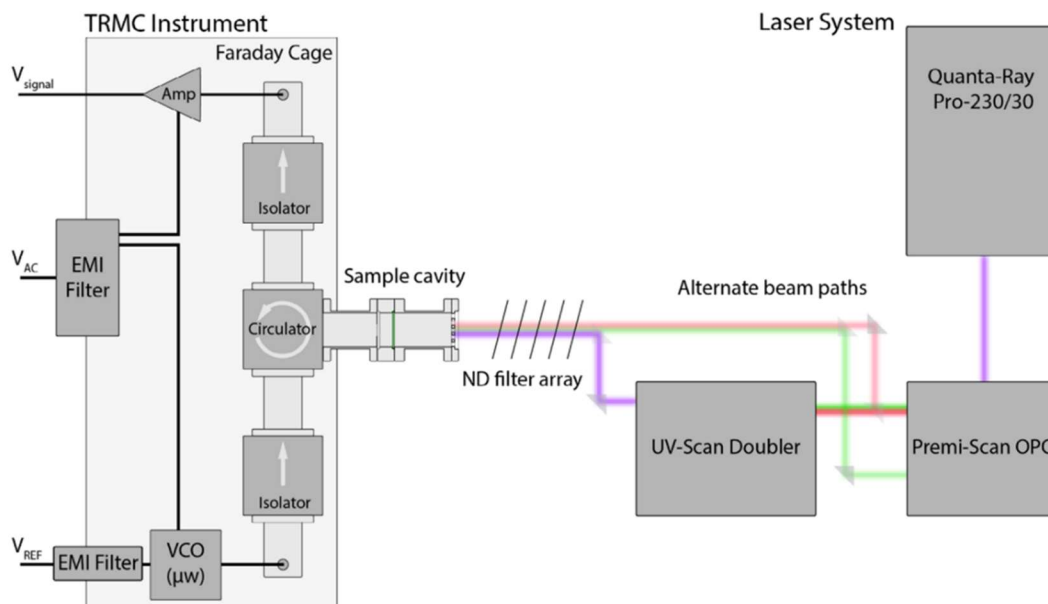 TRMC Instrument
Laser System
Faraday Cage
V signal
Amp
Quanta-Ray
Pro-230/30
Isolator
V AC
EMI
Filter
Sample cavity
Alternate beam paths
Circulator
ND filter array
UV-Scan Doubler
Premi-Scan OPO
Isolator
V REF
EMI Filter
VCO
(μw)